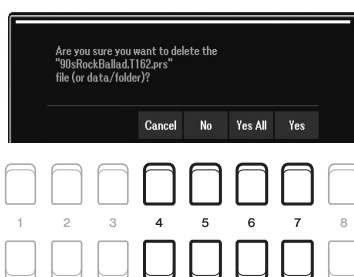 Are you sure you want to delete the
"90sRockBallad.T162.prs"
file (or data/folder)?
Cancel No Yes All Yes
1 2 3 4 5 6 7 8